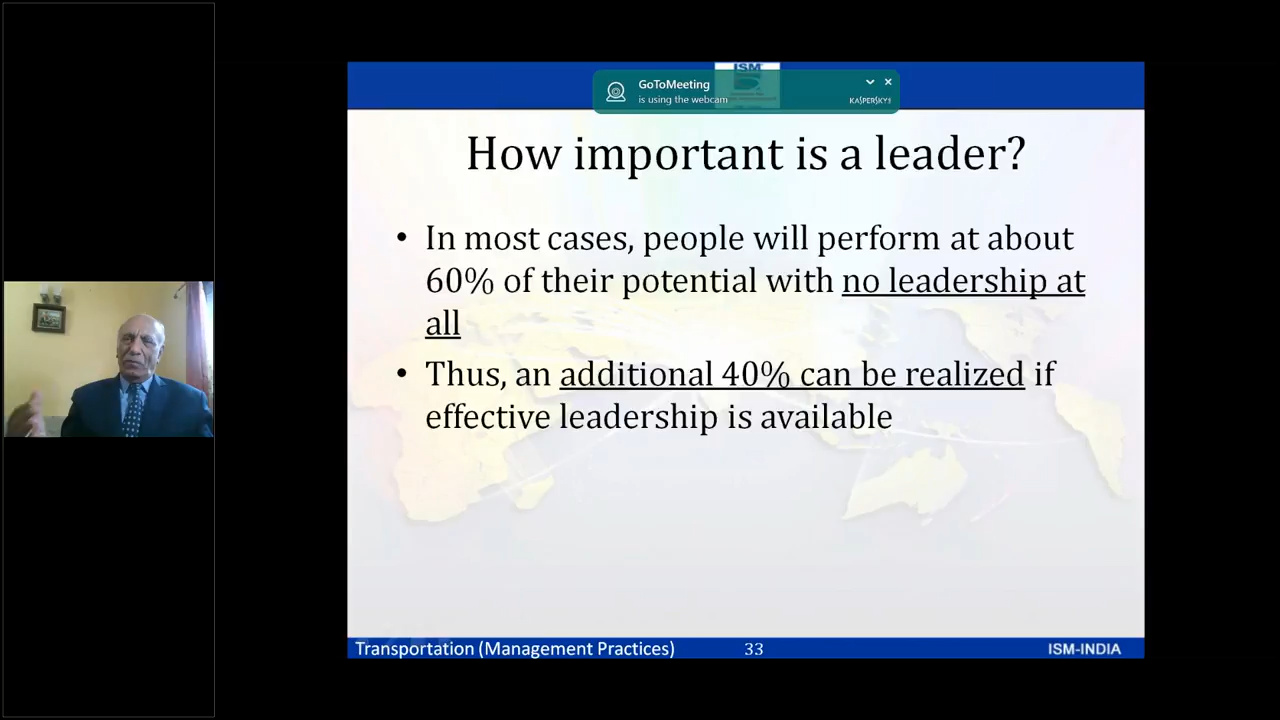 ISM
GoToMeeting
is using the webcam
KASPERSKY
How important is a leader?
• In most cases, people will perform at about
60% of their potential with no leadership at
all
• Thus, an additional 40% can be realized if
effective leadership is available
Transportation (Management Practices) 33 ISM-INDIA